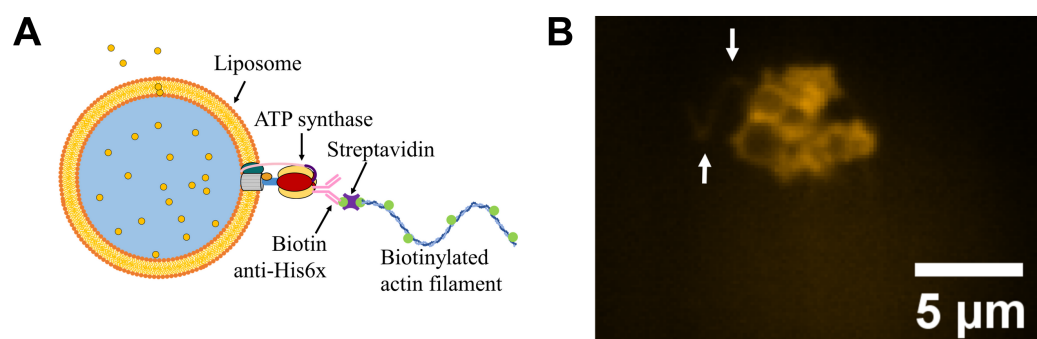 A
B
Liposome
ATP synthase
Streptavidin
Biotin
anti-His6x
Biotinylated
actin filament
5 µm